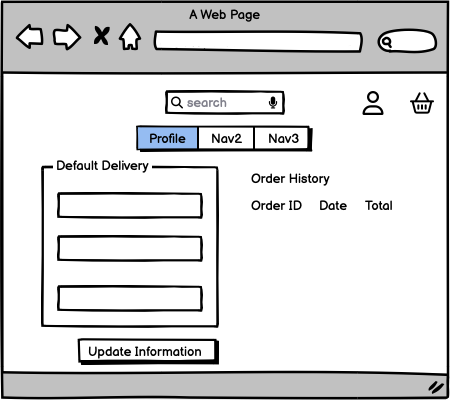 A Web Page
search
Profile Nav2 Nav3
Default Delivery
Order History
Order ID Date Total
Update Information